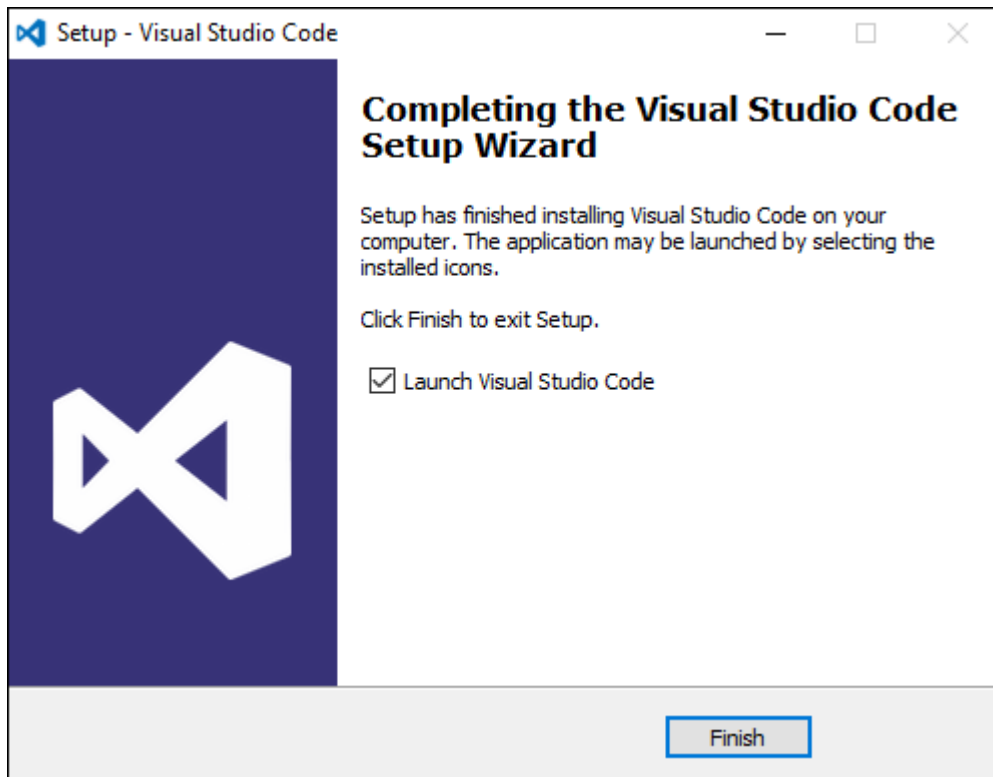 Setup - Visual Studio Code
Completing the Visual Studio Code
Setup Wizard
Setup has finished installing Visual Studio Code on your
computer. The application may be launched by selecting the
installed icons.
Click Finish to exit Setup.
Launch Visual Studio Code
Finish